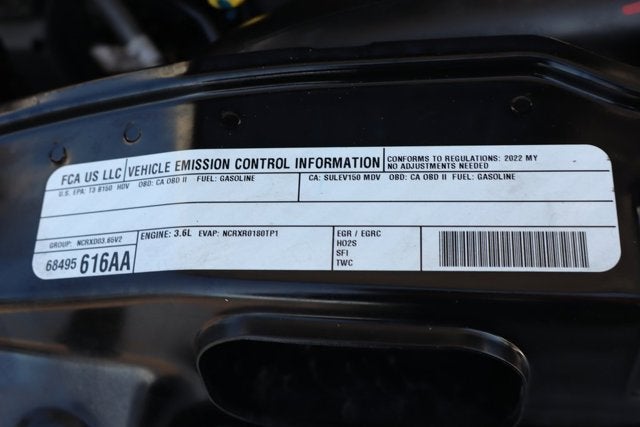 FCA US LLC VEHICLE EMISSION CONTROL INFORMATION
CONFORMS TO REGULATIONS: 2022 MY
NO ADJUSTMENTS NEEDED
U.S. EPA: T3 B150 HDV OBD: CA OBD II FUEL: GASOLINE
CA: SULEV150 MDV OBD: CA OBD II FUEL: GASOLINE
GROUP: NCRXD03.65V2
ENGINE: 3.6L EVAP: NCRXR0180TP1
EGR / EGRC
HO2S
SFI
TWC
68495 616AA